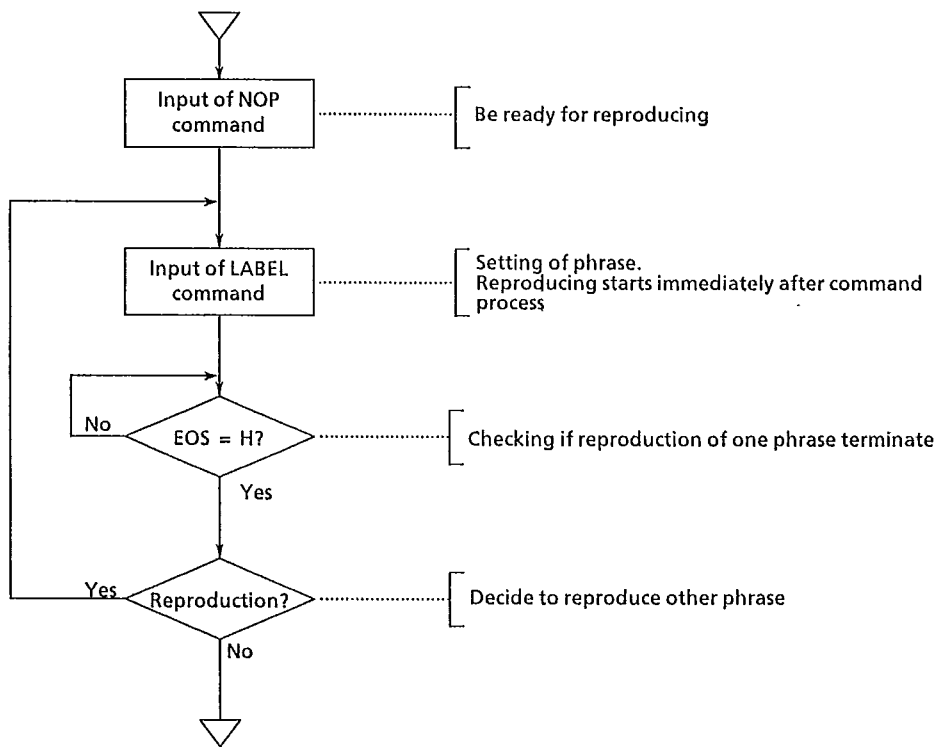 Input of NOP
command
Be ready for reproducing
Input of LABEL
command
Setting of phrase.
Reproducing starts immediately after command
process
No
EOS = H?
Checking if reproduction of one phrase terminate
Yes
Yes
Reproduction?
Decide to reproduce other phrase
No